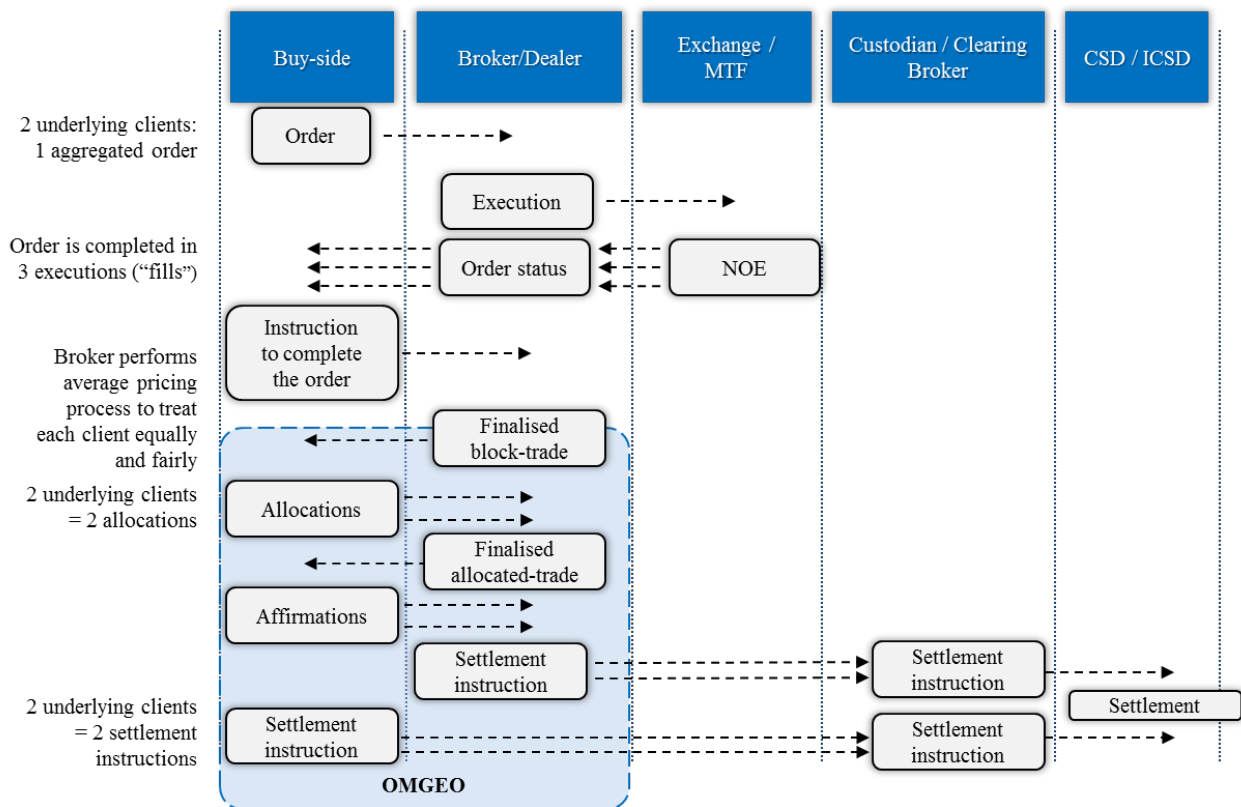 Buy-side
Broker/Dealer
Exchange /
MTF
Custodian / Clearing
Broker
CSD / ICSD
2 underlying clients:
1 aggregated order
Order
Execution
Order is completed in
3 executions (“fills”)
Order status
NOE
Instruction
to complete
the order
Broker performs
average pricing
process to treat
each client equally
and fairly
Finalised
block-trade
2 underlying clients
= 2 allocations
Allocations
Finalised
allocated-trade
Affirmations
Settlement
instruction
Settlement
instruction
Settlement
2 underlying clients
= 2 settlement
instructions
Settlement
instruction
Settlement
instruction
OMGEO